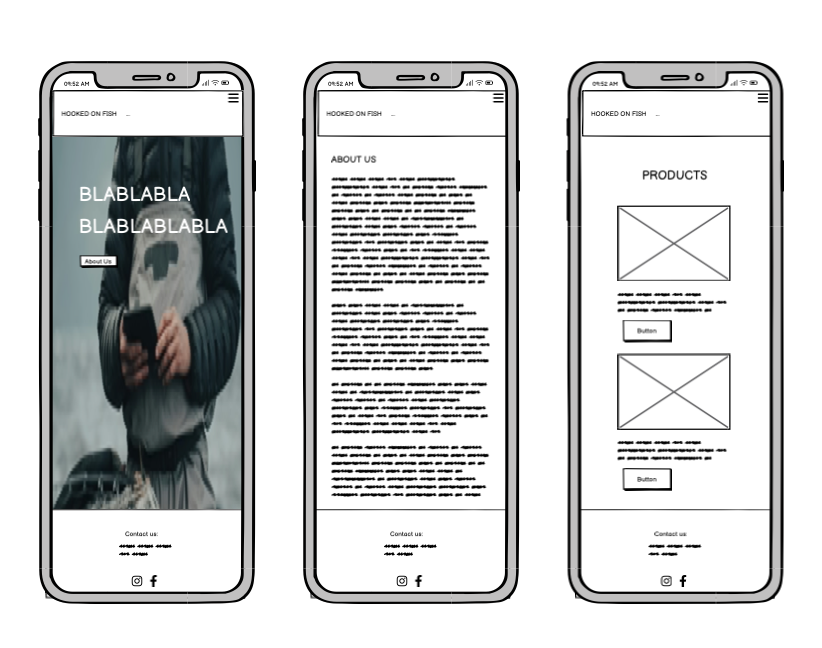 09:52 AM
HOOKED ON FISH ...
BLABLABLA
BLABLABLABLA
About Us
Contact us:
09:52 AM
HOOKED ON FISH ...
ABOUT US
Contact us:
09:52 AM
HOOKED ON FISH ...
PRODUCTS
Button
Button
Contact us: